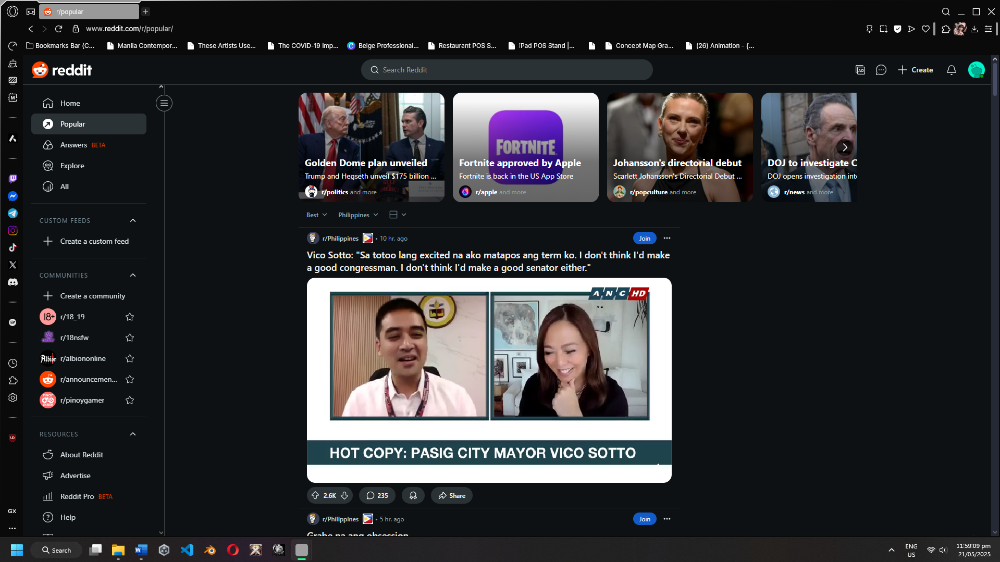 r/popular
www.reddit.com/r/popular/
Bookmarks Bar (C...
Manila Contempor...
These Artists Use...
The COVID-19 Imp...
Beige Professional...
Restaurant POS S...
iPad POS Stand |...
Concept Map Gra...
(26) Animation - {...
reddit
Search Reddit
AD
Create
Home
Popular
Answers BETA
Explore
All
CUSTOM FEEDS
Create a custom feed
COMMUNITIES
Create a community
18+ r/18_19
r/18nsfw
Albion r/albiononline
r/announcemen...
PINOY GAMER r/pinoygamer
RESOURCES
About Reddit
Advertise
Reddit Pro BETA
Help
GX
Golden Dome plan unveiled
Trump and Hegseth unveil $175 billion ...
r/politics and more
FORTNITE
Fortnite approved by Apple
Fortnite is back in the US App Store
r/apple and more
Johansson's directorial debut
Scarlett Johansson's Directorial Debut ...
r/popculture and more
DOJ to investigate C
DOJ opens investigation into
r/news and more
Best
Philippines
r/Philippines • 10 hr. ago
Join
Vico Sotto: "Sa totoo lang excited na ako matapos ang term ko. I don't think I'd make
a good congressman. I don't think I'd make a good senator either."
ANC HD
HOT COPY: PASIG CITY MAYOR VICO SOTTO
2.6K
235
Share
r/Philippines • 5 hr. ago
Join
Grabe na ang obsession
Search
ENG
US
11:59:09 pm
21/05/2025